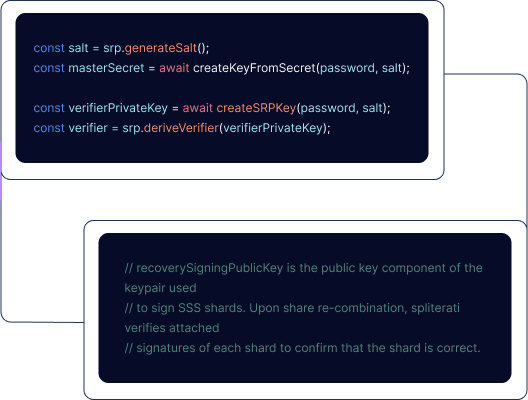 const salt = srp.generateSalt();
const masterSecret = await createKeyFromSecret(password, salt);
const verifierPrivateKey = await createSRPKey(password, salt);
const verifier = srp.deriveVerifier(verifierPrivateKey);
// recoverySigningPublicKey is the public key component of the
keypair used
// to sign SSS shards. Upon share re-combination, spliterati
verifies attached
// signatures of each shard to confirm that the shard is correct.